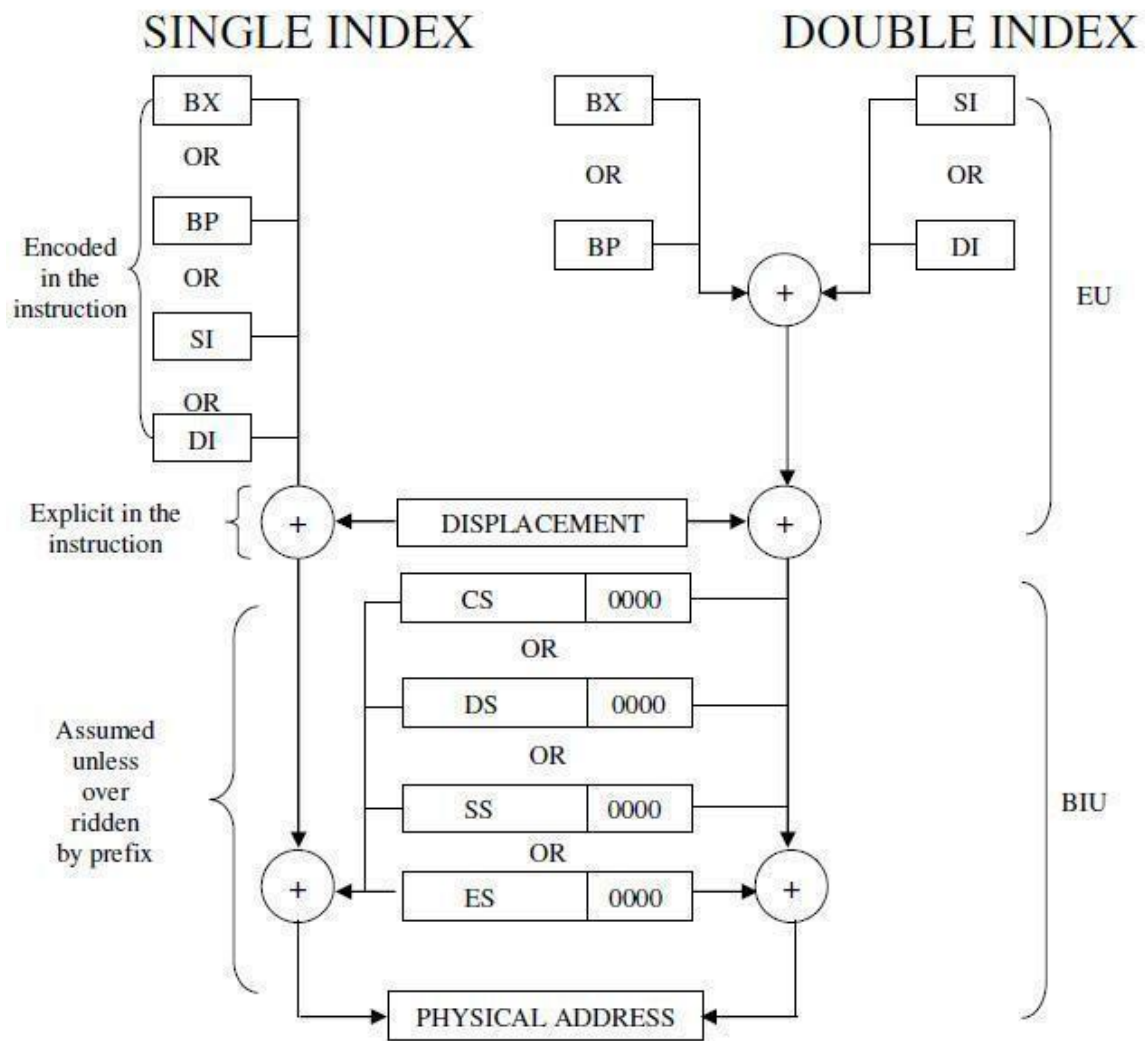 SINGLE INDEX
DOUBLE INDEX
BX
OR
BP
OR
SI
OR
DI
Encoded
in the
instruction
BX
OR
BP
SI
OR
DI
+
EU
Explicit in the
instruction
+
DISPLACEMENT
+
CS 0000
OR
DS 0000
OR
SS 0000
OR
ES 0000
Assumed
unless
over
ridden
by prefix
+
+
BIU
PHYSICAL ADDRESS